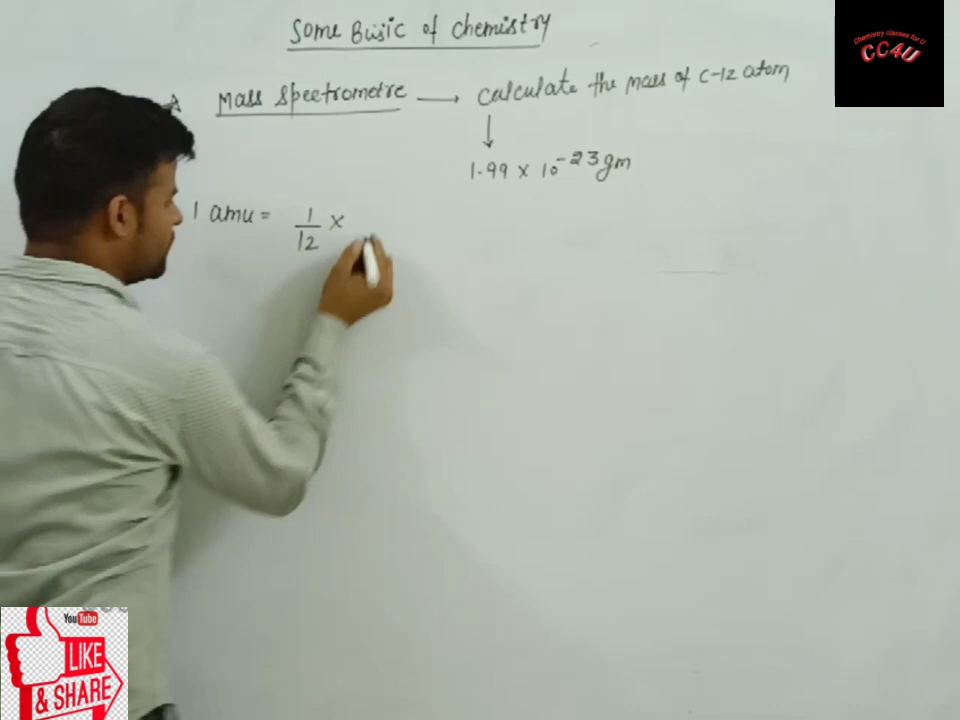 Some Basic of chemistry
Mass spectrometre → calculate the mass of C-12 atom
↓
1.99 × 10⁻²³ gm
1 amu = 1/12 ×
Chemistry classes for U
CC4U
YouTube
LIKE
& SHARE